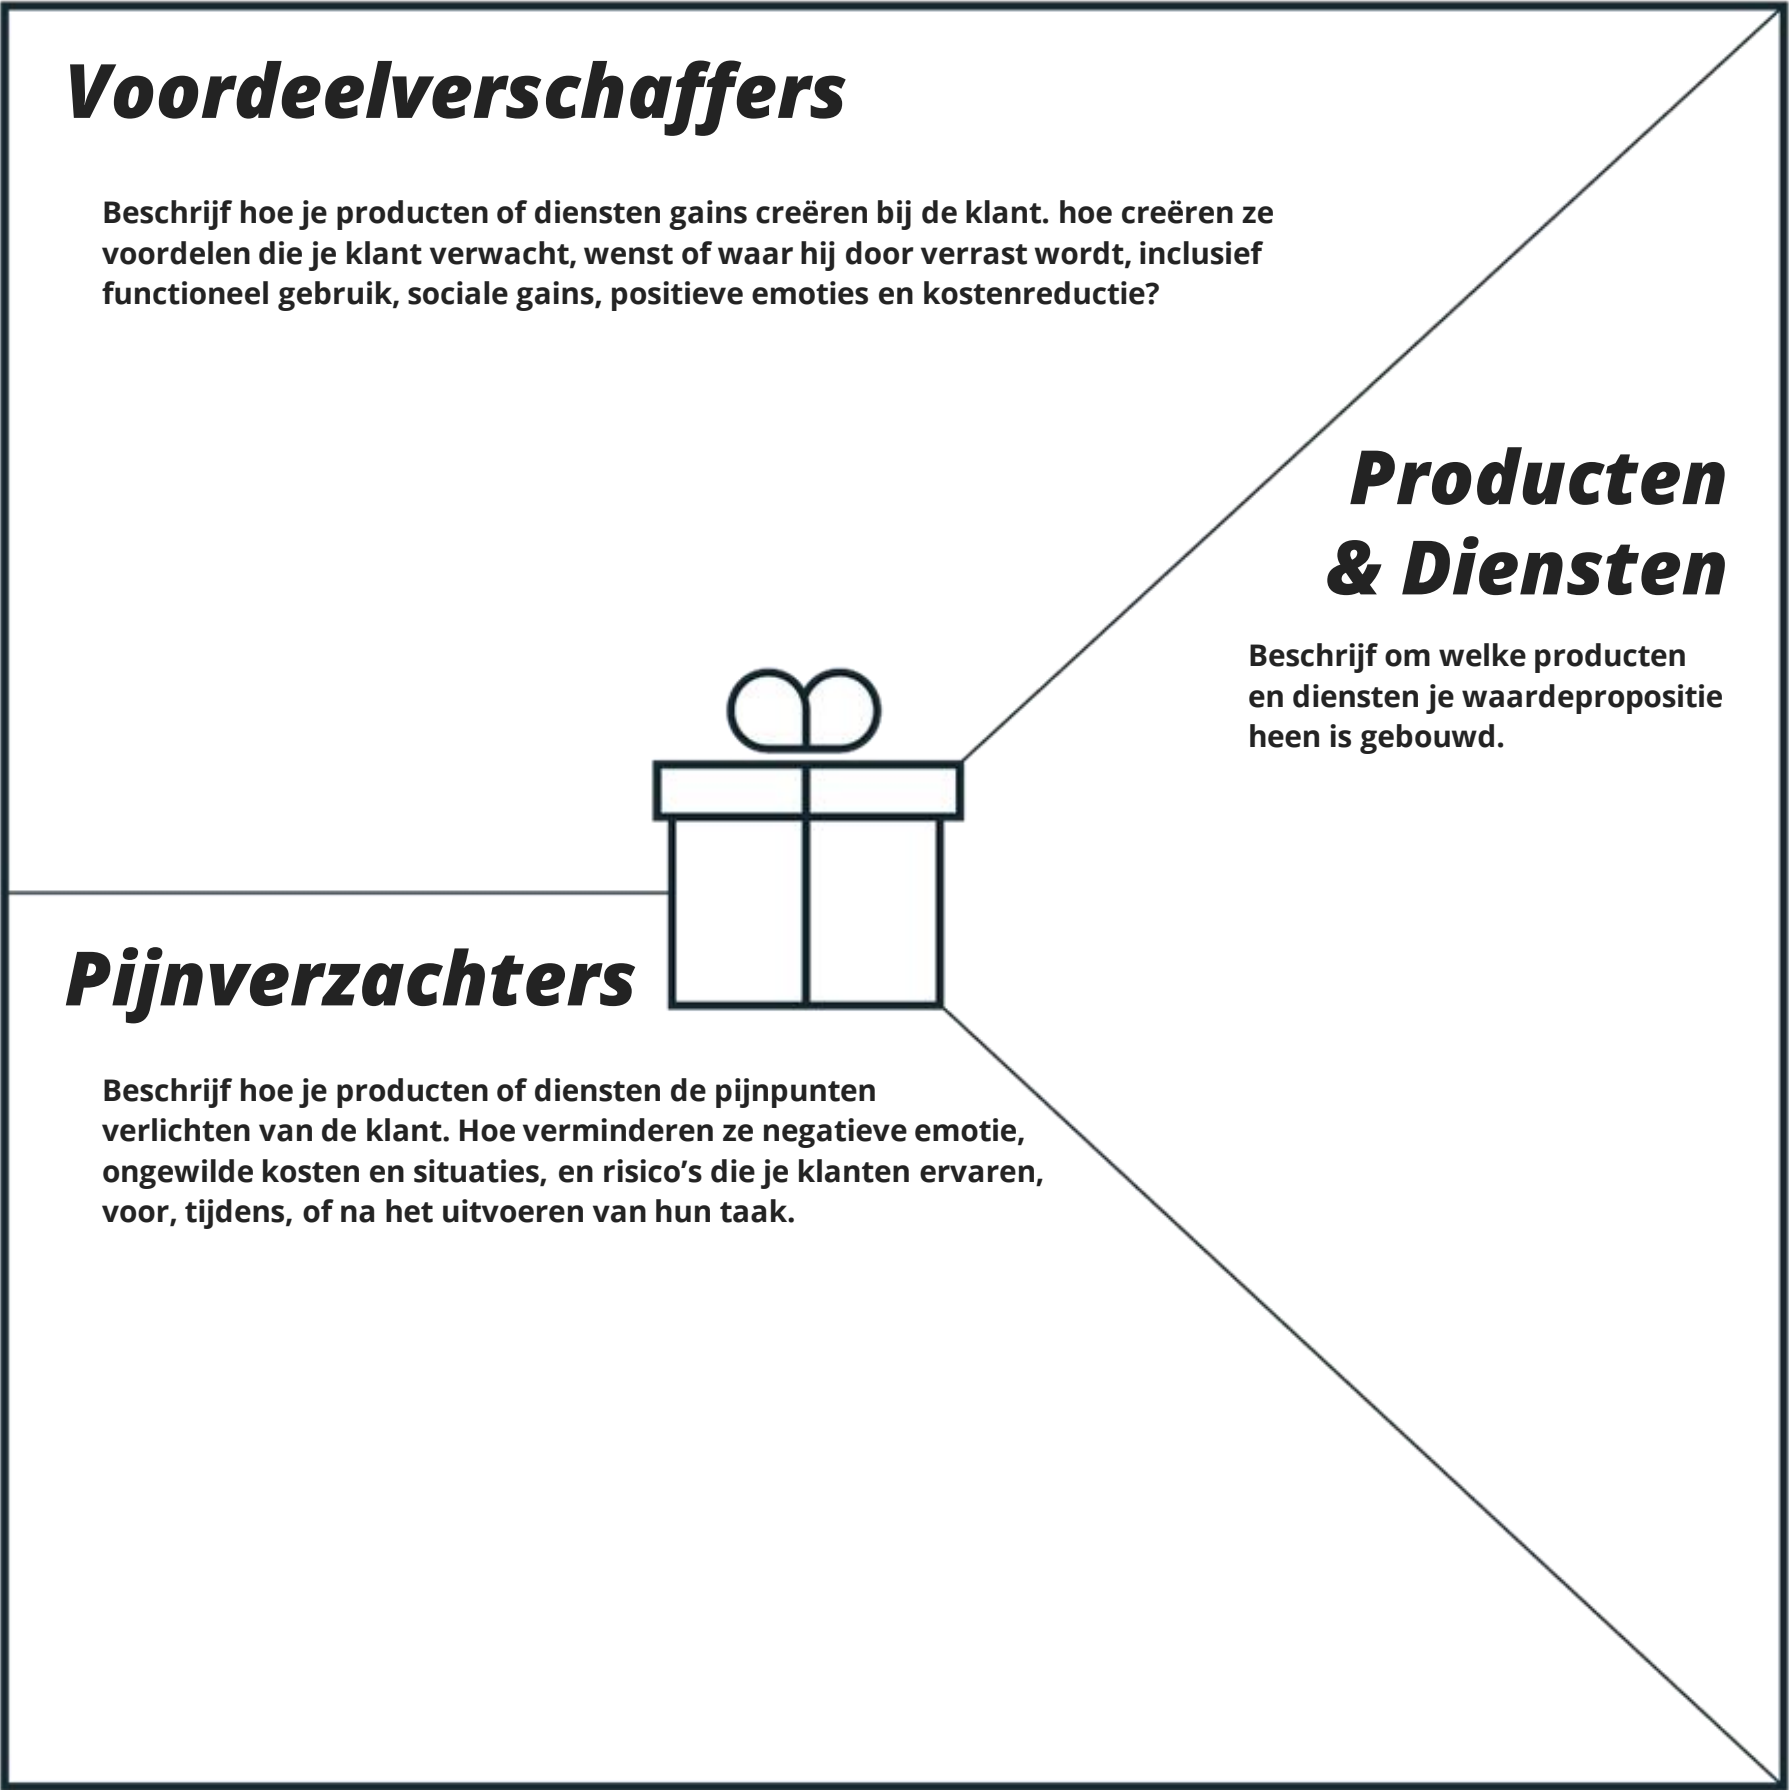 Voordeelverschaffers
Beschrijf hoe je producten of diensten gains creëren bij de klant. hoe creëren ze
voordelen die je klant verwacht, wenst of waar hij door verrast wordt, inclusief
functioneel gebruik, sociale gains, positieve emoties en kostenreductie?
Producten
& Diensten
Beschrijf om welke producten
en diensten je waardepropositie
heen is gebouwd.
Pijnverzachters
Beschrijf hoe je producten of diensten de pijnpunten
verlichten van de klant. Hoe verminderen ze negatieve emotie,
ongewilde kosten en situaties, en risico’s die je klanten ervaren,
voor, tijdens, of na het uitvoeren van hun taak.